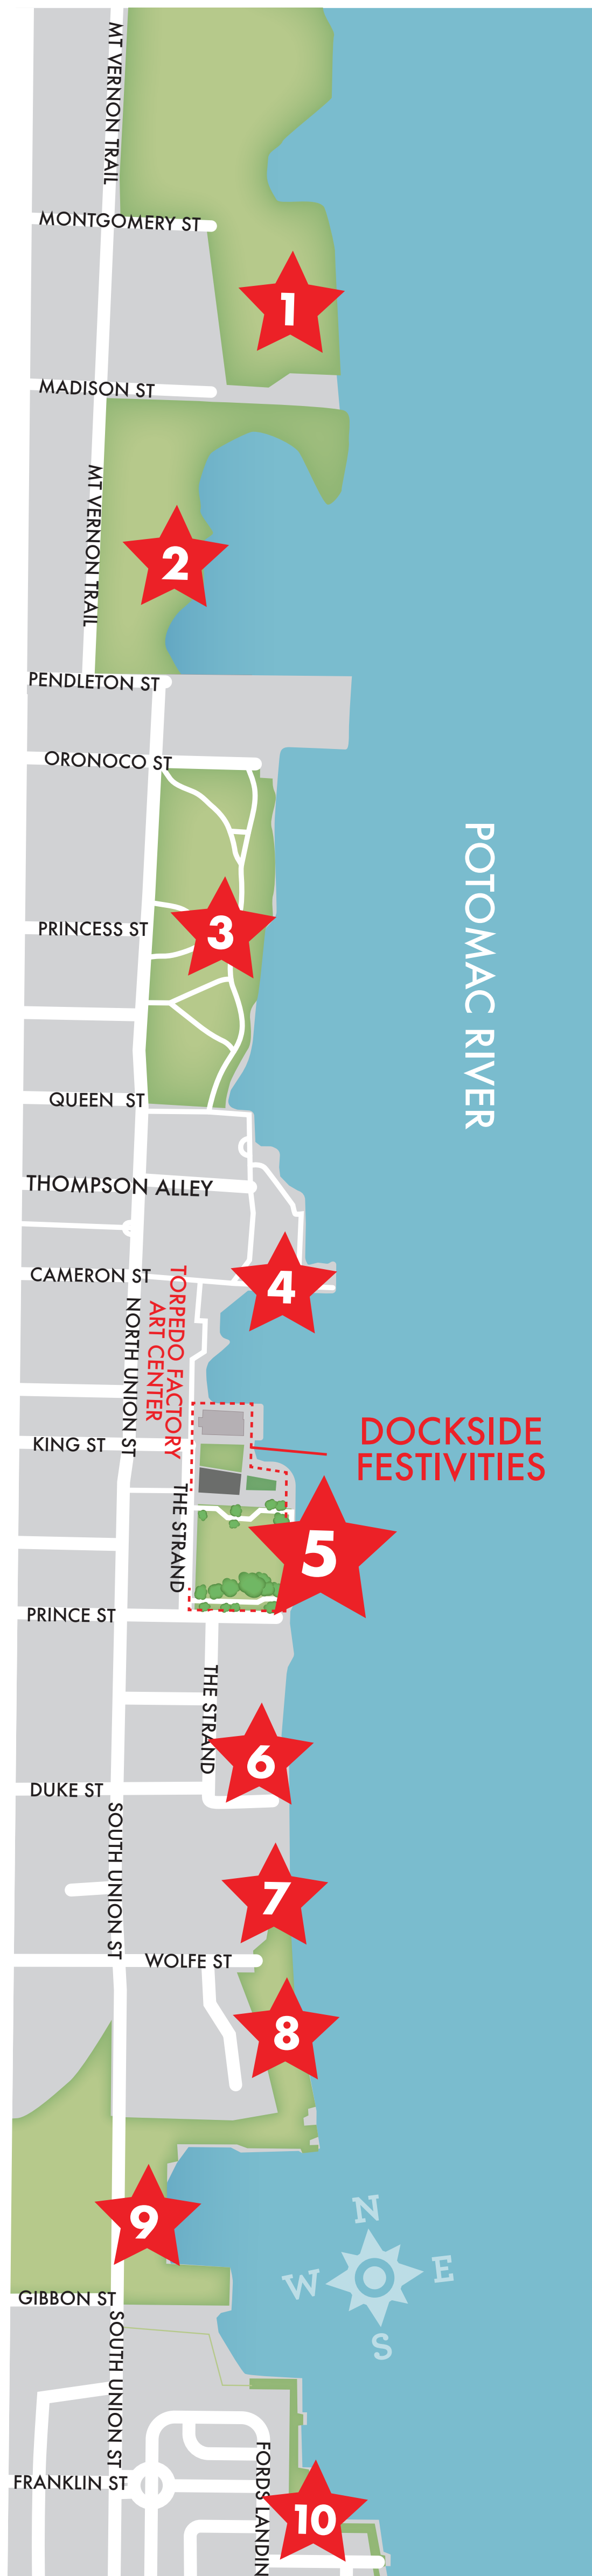 MT VERNON TRAIL
MONTGOMERY ST
1
MADISON ST
MT VERNON TRAIL
2
PENDLETON ST
ORONOCO ST
POTOMAC RIVER
PRINCESS ST
3
QUEEN ST
THOMPSON ALLEY
CAMERON ST
4
TORPEDO FACTORY
ART CENTER
NORTH UNION ST
KING ST
DOCKSIDE
FESTIVITIES
THE STRAND
5
PRINCE ST
THE STRAND
6
DUKE ST
SOUTH UNION ST
7
WOLFE ST
8
9
N
W
E
S
GIBBON ST
SOUTH UNION ST
FRANKLIN ST
FORDS LANDIN
10